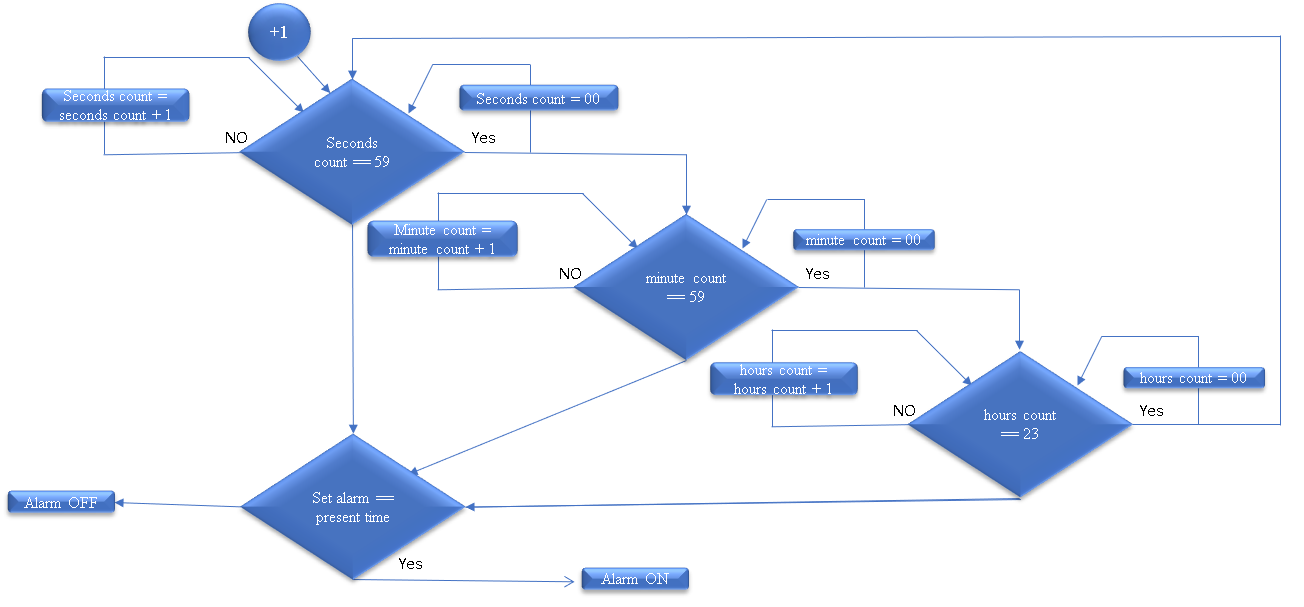 +1
Seconds count =
seconds count + 1
Seconds count = 00
NO
Seconds
count == 59
Yes
Minute count =
minute count + 1
minute count = 00
NO
minute count
== 59
Yes
hours count =
hours count + 1
hours count = 00
NO
hours count
== 23
Yes
Set alarm ==
present time
Alarm OFF
Yes
Alarm ON